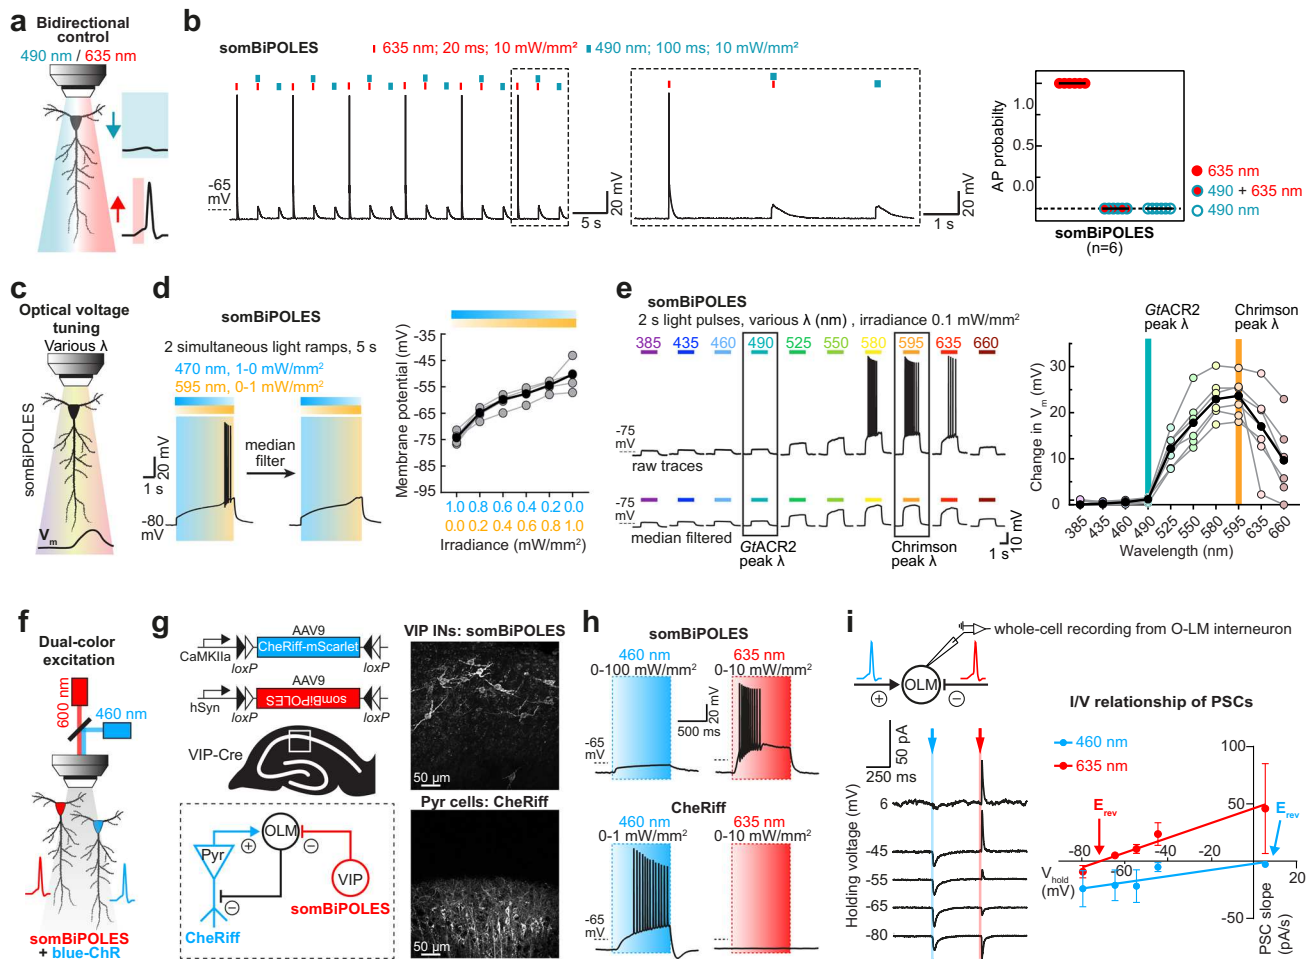 a
Bidirectional
control
490 nm / 635 nm
b
somBiPOLES
635 nm; 20 ms; 10 mW/mm²
490 nm; 100 ms; 10 mW/mm²
-65
mV
20 mV
5 s
20 mV
1 s
AP probabilty
1.0
0.5
0.0
somBiPOLES
(n=6)
635 nm
490 + 635 nm
490 nm
c
Optical voltage
tuning
Various λ
somBiPOLES
Vm
d
somBiPOLES
2 simultaneous light ramps, 5 s
470 nm, 1-0 mW/mm²
595 nm, 0-1 mW/mm²
20 mV
1 s
median
filter
-80
mV
Membrane potential (mV)
-35
-45
-55
-65
-75
-85
-95
1.0 0.8 0.6 0.4 0.2 0.0
0.0 0.2 0.4 0.6 0.8 1.0
Irradiance (mW/mm²)
e
somBiPOLES
2 s light pulses, various λ (nm) , irradiance 0.1 mW/mm²
385 435 460 490 525 550 580 595 635 660
-75
mV
raw traces
-75
mV
median filtered
GtACR2
peak λ
Chrimson
peak λ
1 s
10 mV
GtACR2
peak λ
Chrimson
peak λ
Change in Vm (mV)
30
20
10
0
385 435 460 490 525 550 580 595 635 660
Wavelength (nm)
f
Dual-color
excitation
600 nm
460 nm
somBiPOLES
+ blue-ChR
g
AAV9
CheRiff-mScarlet
CaMKIIa
loxP
loxP
AAV9
somBiPOLES
hSyn
loxP
loxP
VIP-Cre
OLM
Pyr
+
−
−
VIP
somBiPOLES
CheRiff
VIP INs: somBiPOLES
50 µm
Pyr cells: CheRiff
50 µm
h
somBiPOLES
460 nm
0-100 mW/mm²
635 nm
0-10 mW/mm²
20 mV
500 ms
-65
mV
CheRiff
460 nm
0-1 mW/mm²
635 nm
0-10 mW/mm²
-65
mV
i
whole-cell recording from O-LM interneuron
OLM
+
−
50 pA
250 ms
Holding voltage (mV)
6
-45
-55
-65
-80
I/V relationship of PSCs
460 nm
635 nm
100
50
-50
Erev
Erev
-80
-60
-40
20
Vhold
(mV)
PSC slope
(pA/s)